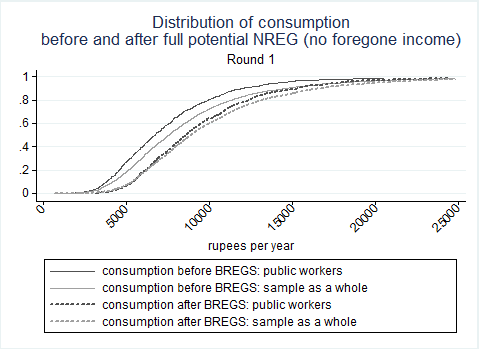 Distribution of consumption
before and after full potential NREG (no foregone income)
Round 1
1
.8
.6
.4
.2
0
0
5000
10000
15000
20000
25000
rupees per year
consumption before BREGS: public workers
consumption before BREGS: sample as a whole
consumption after BREGS: public workers
consumption after BREGS: sample as a whole